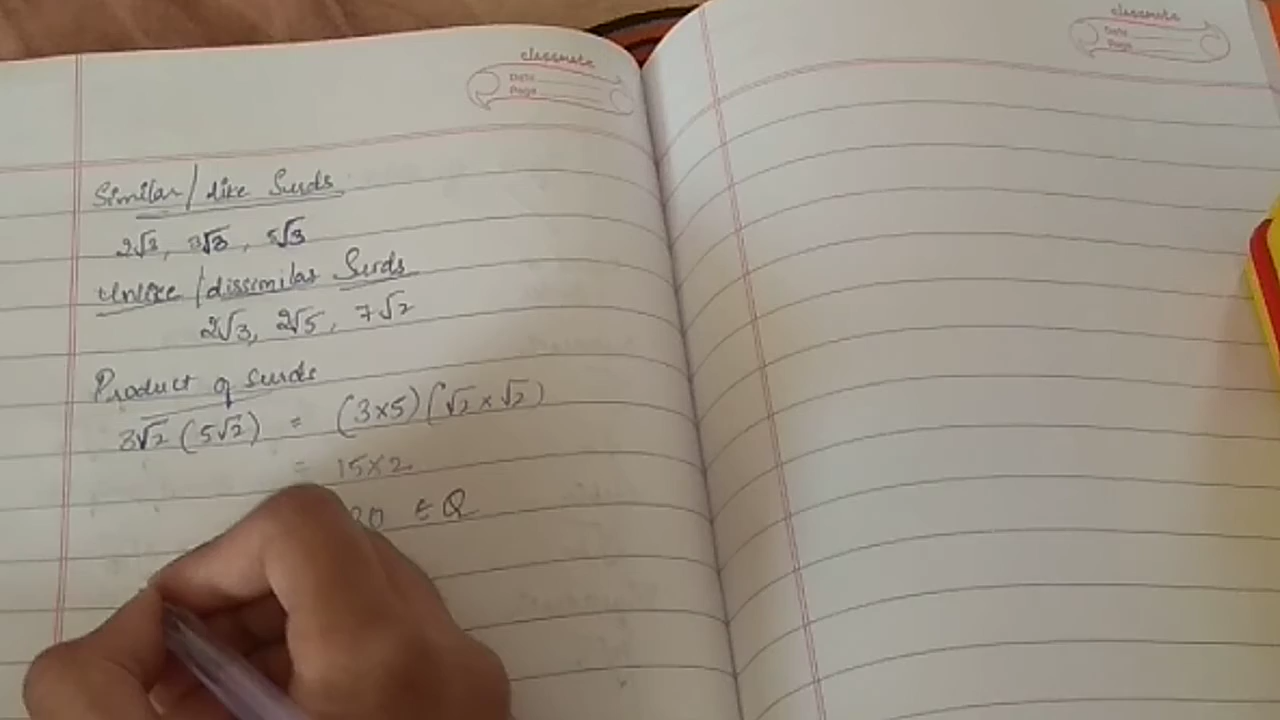 classmate
Date
Page
Similar/like Surds
2√3, 3√3, 5√3
Unlike/dissimilar Surds
2√3, 2√5, 7√2
Product of Surds
3√2 (5√2) = (3×5)(√2 × √2)
= 15×2
30 ∈ Q
classmate
Date
Page